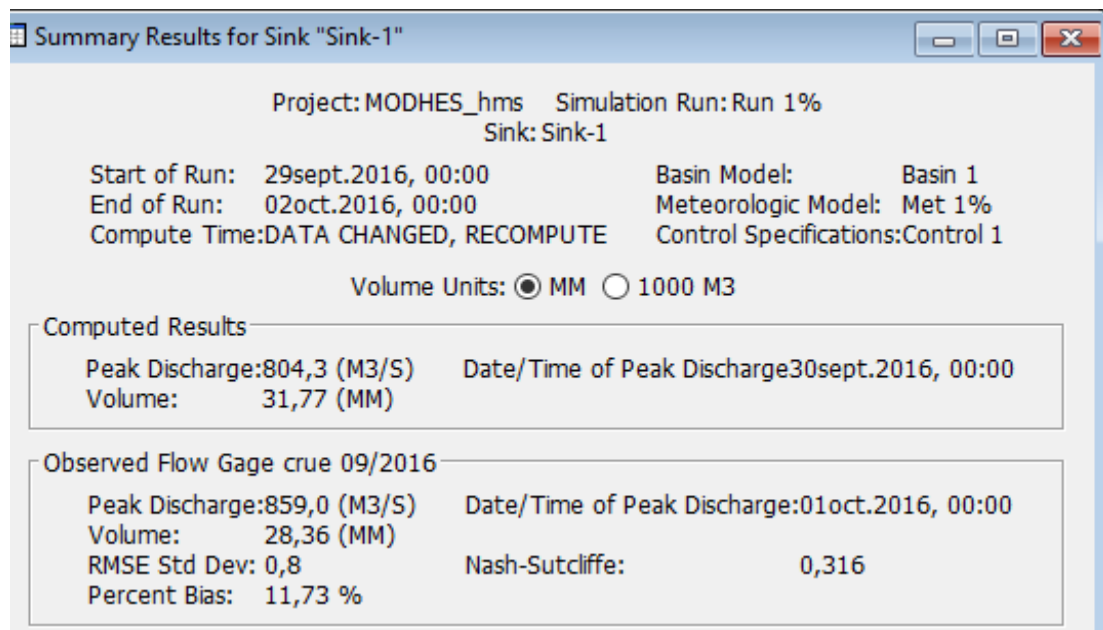 Summary Results for Sink "Sink-1"
Project: MODHES_hms Simulation Run: Run 1%
Sink: Sink-1
Start of Run: 29sept.2016, 00:00 Basin Model: Basin 1
End of Run: 02oct.2016, 00:00 Meteorologic Model: Met 1%
Compute Time:DATA CHANGED, RECOMPUTE Control Specifications:Control 1
Volume Units: MM 1000 M3
Computed Results
Peak Discharge:804,3 (M3/S) Date/Time of Peak Discharge30sept.2016, 00:00
Volume: 31,77 (MM)
Observed Flow Gage crue 09/2016
Peak Discharge:859,0 (M3/S) Date/Time of Peak Discharge:01oct.2016, 00:00
Volume: 28,36 (MM)
RMSE Std Dev: 0,8 Nash-Sutcliffe: 0,316
Percent Bias: 11,73 %